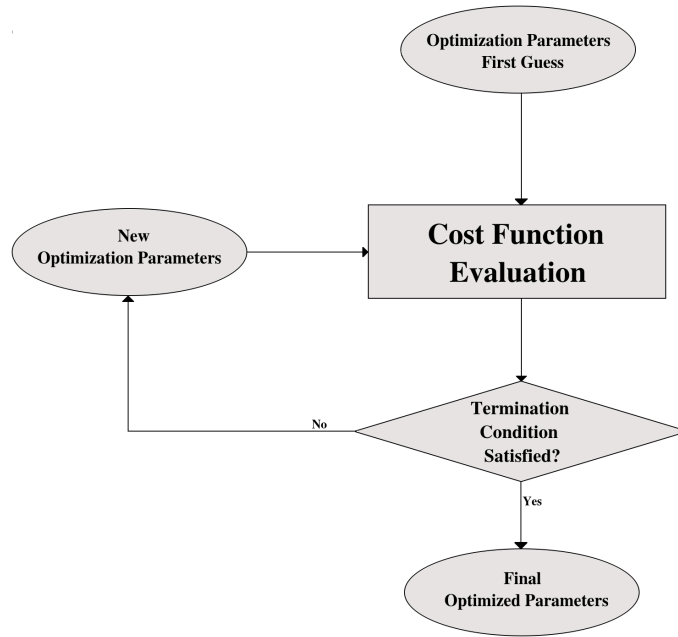 Optimization Parameters
First Guess
New
Optimization Parameters
Cost Function
Evaluation
Termination
Condition
Satisfied?
No
Yes
Final
Optimized Parameters